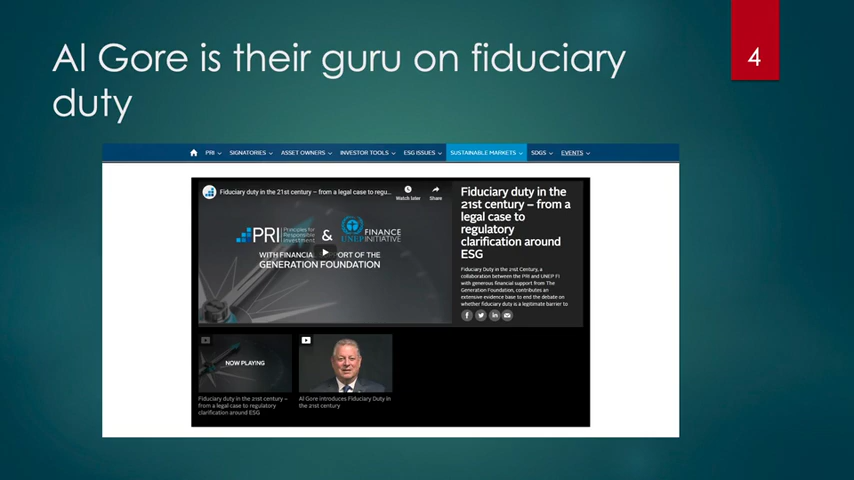 Al Gore is their guru on fiduciary
duty
4
PRI SIGNATORIES ASSET OWNERS INVESTOR TOOLS ESG ISSUES SUSTAINABLE MARKETS SDGS EVENTS
Fiduciary duty in the 21st century – from a legal case to regu...
Watch later
Share
PRI Principles for
Responsible
Investment
&
UNEP
FINANCE
INITIATIVE
WITH FINANCIAL SUPPORT OF THE
GENERATION FOUNDATION
Fiduciary duty in the
21st century – from a
legal case to
regulatory
clarification around
ESG
Fiduciary Duty in the 21st Century, a
collaboration between the PRI and UNEP FI
with generous financial support from The
Generation Foundation, contributes an
extensive evidence base to end the debate on
whether fiduciary duty is a legitimate barrier to
NOW PLAYING
Fiduciary duty in the 21st century –
from a legal case to regulatory
clarification around ESG
Al Gore introduces Fiduciary Duty in
the 21st century